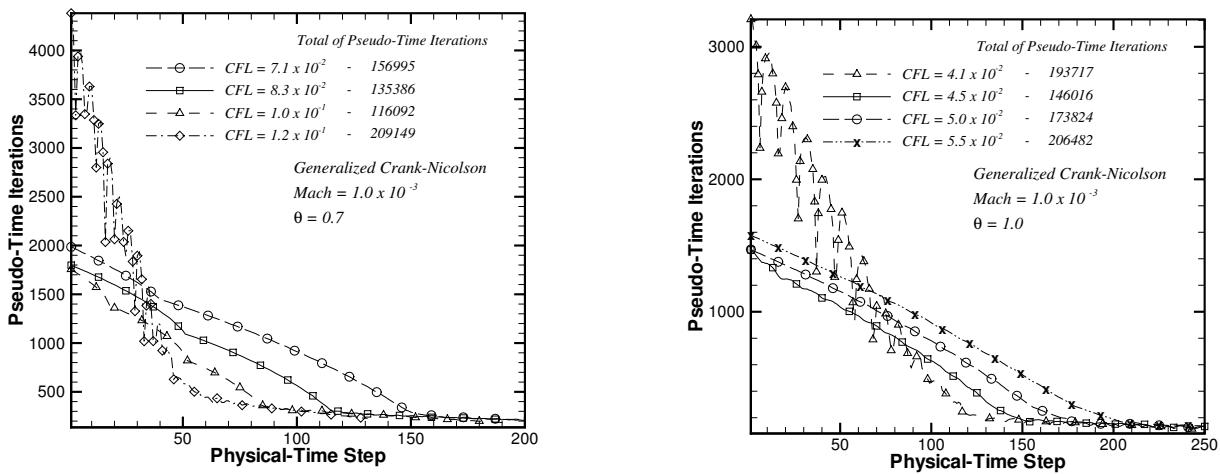 Total of Pseudo-Time Iterations
CFL = 7.1 x 10-2 - 156995
CFL = 8.3 x 10-2 - 135386
CFL = 1.0 x 10-1 - 116092
CFL = 1.2 x 10-1 - 209149
Generalized Crank-Nicolson
Mach = 1.0 x 10-3
θ = 0.7
Pseudo-Time Iterations
4000
3500
3000
2500
2000
1500
1000
500
50 100 150 200
Physical-Time Step
Total of Pseudo-Time Iterations
CFL = 4.1 x 10-2 - 193717
CFL = 4.5 x 10-2 - 146016
CFL = 5.0 x 10-2 - 173824
CFL = 5.5 x 10-2 - 206482
Generalized Crank-Nicolson
Mach = 1.0 x 10-3
θ = 1.0
Pseudo-Time Iterations
3000
2000
1000
50 100 150 200 250
Physical-Time Step